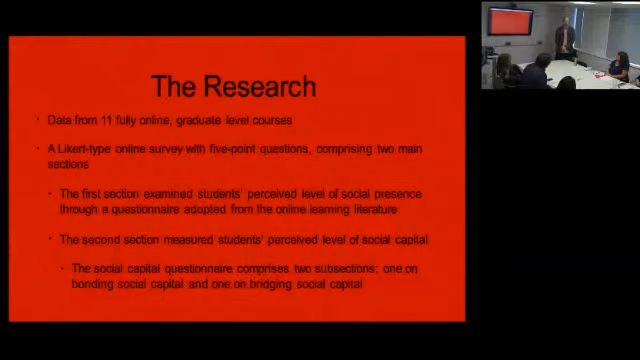 The Research
Data from 11 fully online, graduate level courses
A Likert-type online survey with five-point questions, comprising two main
sections
The first section examined students' perceived level of social presence
through a questionnaire adopted from the online learning literature
The second section measured students' perceived level of social capital
The social capital questionnaire comprises two subsections; one on
bonding social capital and one on bridging social capital